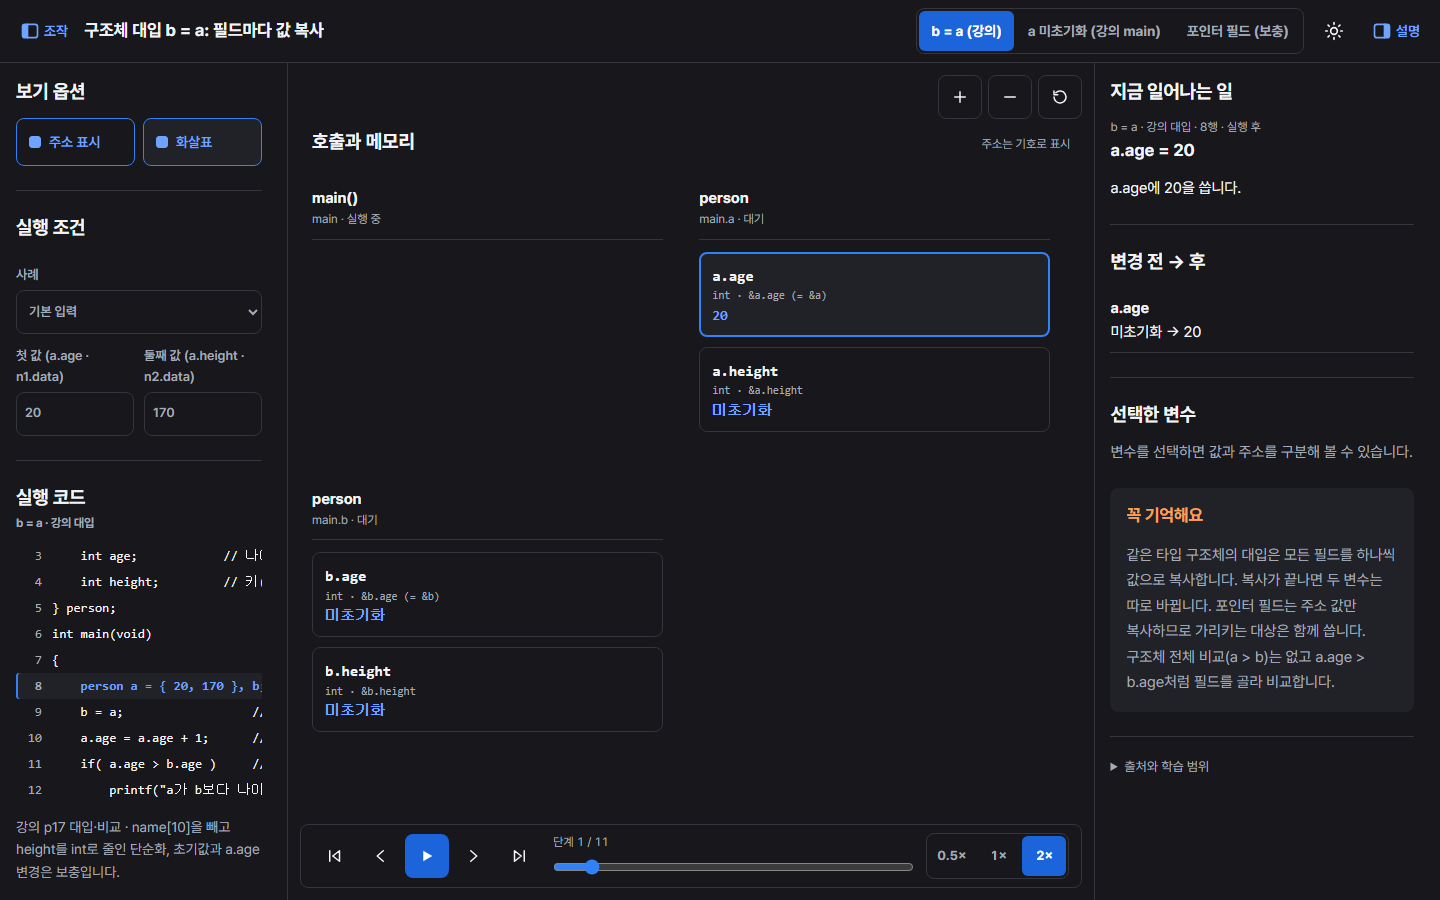 조작
구조체 대입 b = a: 필드마다 값 복사
b = a (강의)
a 미초기화 (강의 main)
포인터 필드 (보충)
설명
보기 옵션
주소 표시
화살표
실행 조건
사례
기본 입력
첫 값 (a.age · n1.data)
둘째 값 (a.height · n2.data)
20
170
실행 코드
b = a · 강의 대입
3 int age; // 나이
4 int height; // 키(
5 } person;
6 int main(void)
7 {
8 person a = { 20, 170 }, b;
9 b = a; //
10 a.age = a.age + 1; //
11 if( a.age > b.age ) //
12 printf("a가 b보다 나이
강의 p17 대입·비교 · name[10]을 빼고
height를 int로 줄인 단순화, 초기값과 a.age
변경은 보충입니다.
호출과 메모리
주소는 기호로 표시
main()
main · 실행 중
person
main.a · 대기
a.age
int · &a.age (= &a)
20
a.height
int · &a.height
미초기화
person
main.b · 대기
b.age
int · &b.age (= &b)
미초기화
b.height
int · &b.height
미초기화
단계 1 / 11
0.5×
1×
2×
지금 일어나는 일
b = a · 강의 대입 · 8행 · 실행 후
a.age = 20
a.age에 20을 씁니다.
변경 전 → 후
a.age
미초기화 → 20
선택한 변수
변수를 선택하면 값과 주소를 구분해 볼 수 있습니다.
꼭 기억해요
같은 타입 구조체의 대입은 모든 필드를 하나씩
값으로 복사합니다. 복사가 끝나면 두 변수는
따로 바뀝니다. 포인터 필드는 주소 값만
복사하므로 가리키는 대상은 함께 씁니다.
구조체 전체 비교(a > b)는 없고 a.age >
b.age처럼 필드를 골라 비교합니다.
출처와 학습 범위